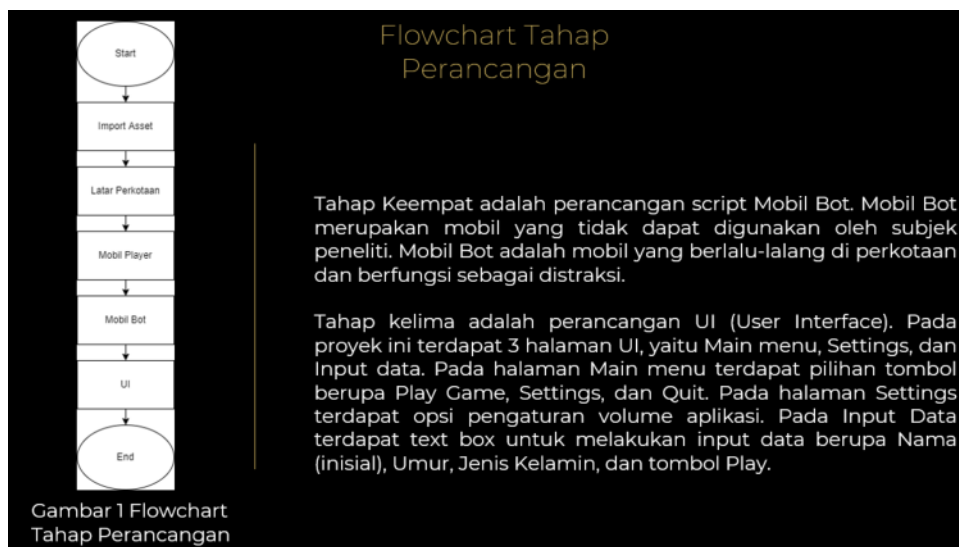 Flowchart Tahap
Perancangan
Start
Import Asset
Latar Perkotaan
Mobil Player
Mobil Bot
UI
End
Gambar 1 Flowchart
Tahap Perancangan
Tahap Keempat adalah perancangan script Mobil Bot. Mobil Bot
merupakan mobil yang tidak dapat digunakan oleh subjek
peneliti. Mobil Bot adalah mobil yang berlalu-lalang di perkotaan
dan berfungsi sebagai distraksi.
Tahap kelima adalah perancangan UI (User Interface). Pada
proyek ini terdapat 3 halaman UI, yaitu Main menu, Settings, dan
Input data. Pada halaman Main menu terdapat pilihan tombol
berupa Play Game, Settings, dan Quit. Pada halaman Settings
terdapat opsi pengaturan volume aplikasi. Pada Input Data
terdapat text box untuk melakukan input data berupa Nama
(inisial), Umur, Jenis Kelamin, dan tombol Play.